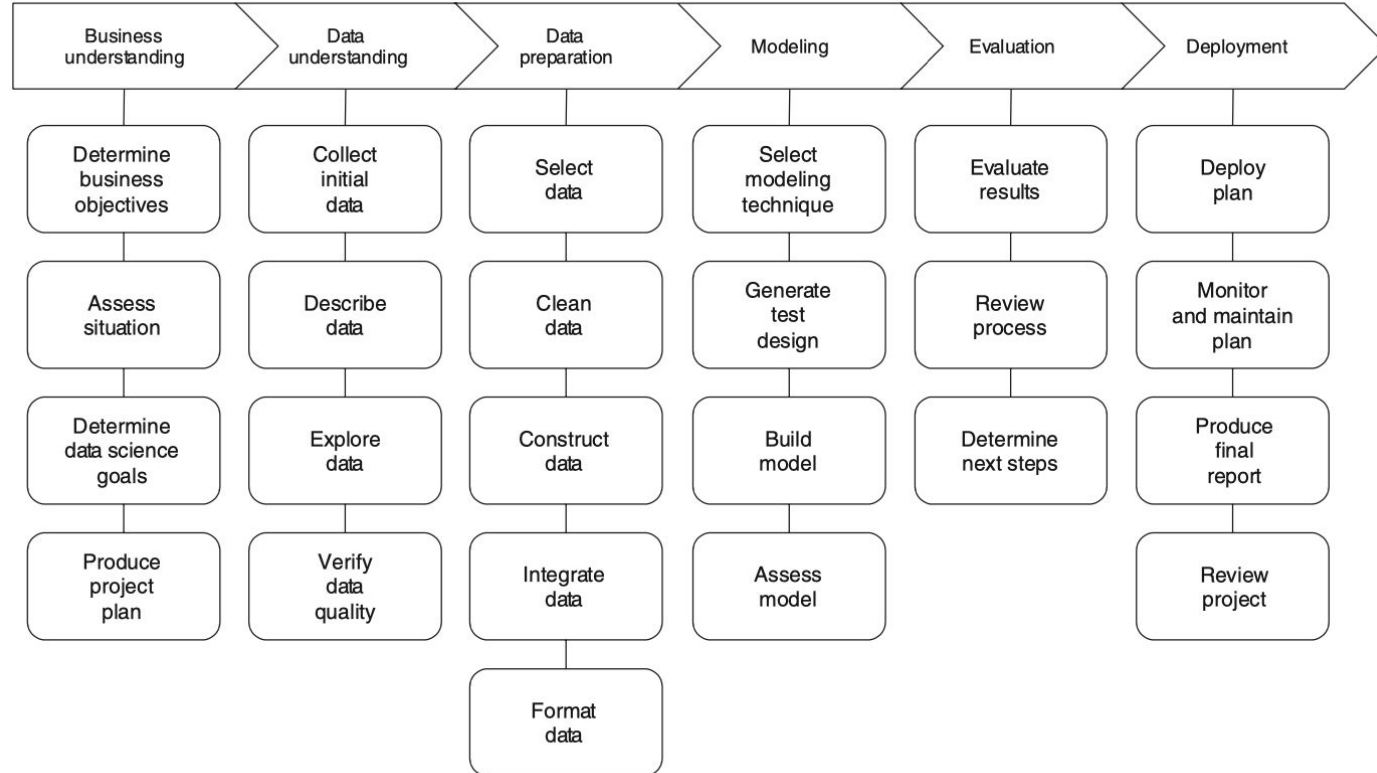 Business
understanding
Data
understanding
Data
preparation
Modeling
Evaluation
Deployment
Determine
business
objectives
Assess
situation
Determine
data science
goals
Produce
project
plan
Collect
initial
data
Describe
data
Explore
data
Verify
data
quality
Select
data
Clean
data
Construct
data
Integrate
data
Format
data
Select
modeling
technique
Generate
test
design
Build
model
Assess
model
Evaluate
results
Review
process
Determine
next steps
Deploy
plan
Monitor
and maintain
plan
Produce
final
report
Review
project